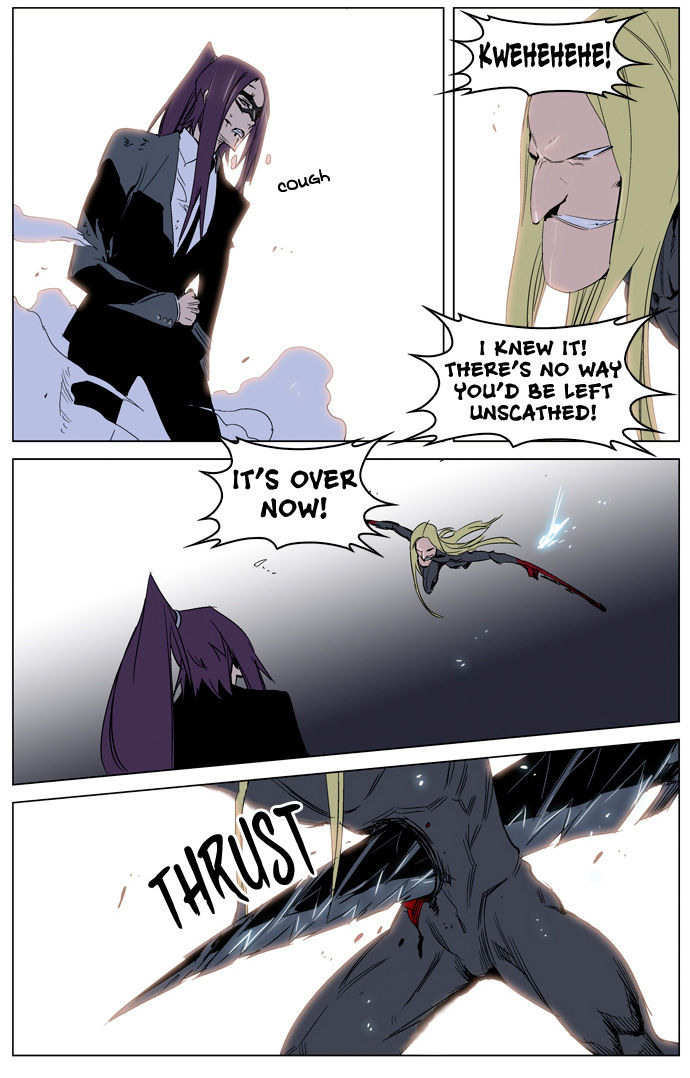 COUGH
KWEHEHEHE!
I KNEW IT!
THERE'S NO WAY
YOU'D BE LEFT
UNSCATHED!
IT'S OVER
NOW!
THRUST